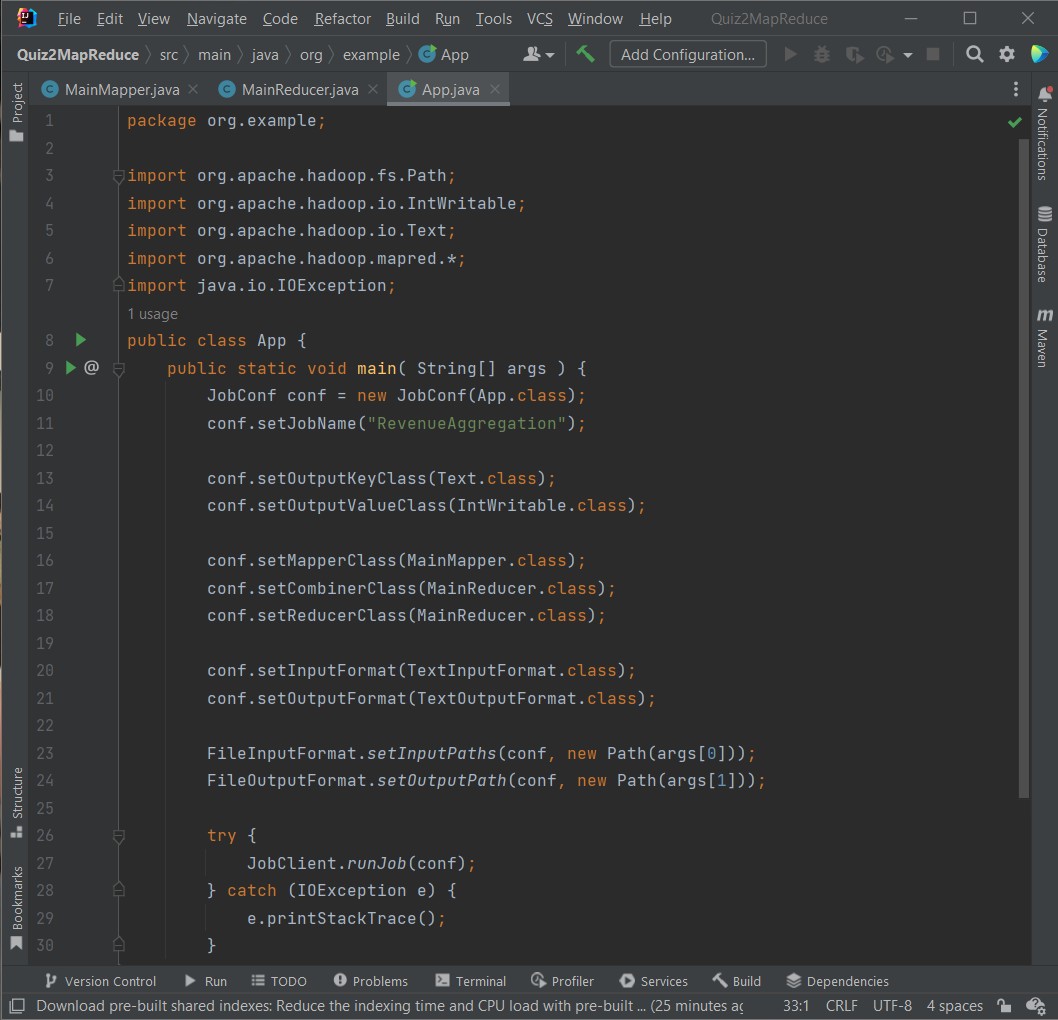 File Edit View Navigate Code Refactor Build Run Tools VCS Window Help Quiz2MapReduce
Quiz2MapReduce src main java org example App Add Configuration...
MainMapper.java MainReducer.java App.java
Project
Structure
Bookmarks
1 package org.example;
2
3 import org.apache.hadoop.fs.Path;
4 import org.apache.hadoop.io.IntWritable;
5 import org.apache.hadoop.io.Text;
6 import org.apache.hadoop.mapred.*;
7 import java.io.IOException;
1 usage
8 public class App {
9 @ public static void main( String[] args ) {
10 JobConf conf = new JobConf(App.class);
11 conf.setJobName("RevenueAggregation");
12
13 conf.setOutputKeyClass(Text.class);
14 conf.setOutputValueClass(IntWritable.class);
15
16 conf.setMapperClass(MainMapper.class);
17 conf.setCombinerClass(MainReducer.class);
18 conf.setReducerClass(MainReducer.class);
19
20 conf.setInputFormat(TextInputFormat.class);
21 conf.setOutputFormat(TextOutputFormat.class);
22
23 FileInputFormat.setInputPaths(conf, new Path(args[0]));
24 FileOutputFormat.setOutputPath(conf, new Path(args[1]));
25
26 try {
27 JobClient.runJob(conf);
28 } catch (IOException e) {
29 e.printStackTrace();
30 }
Notifications
Database
m Maven
Version Control Run TODO Problems Terminal Profiler Services Build Dependencies
Download pre-built shared indexes: Reduce the indexing time and CPU load with pre-built ... (25 minutes 33:1 CRLF UTF-8 4 spaces